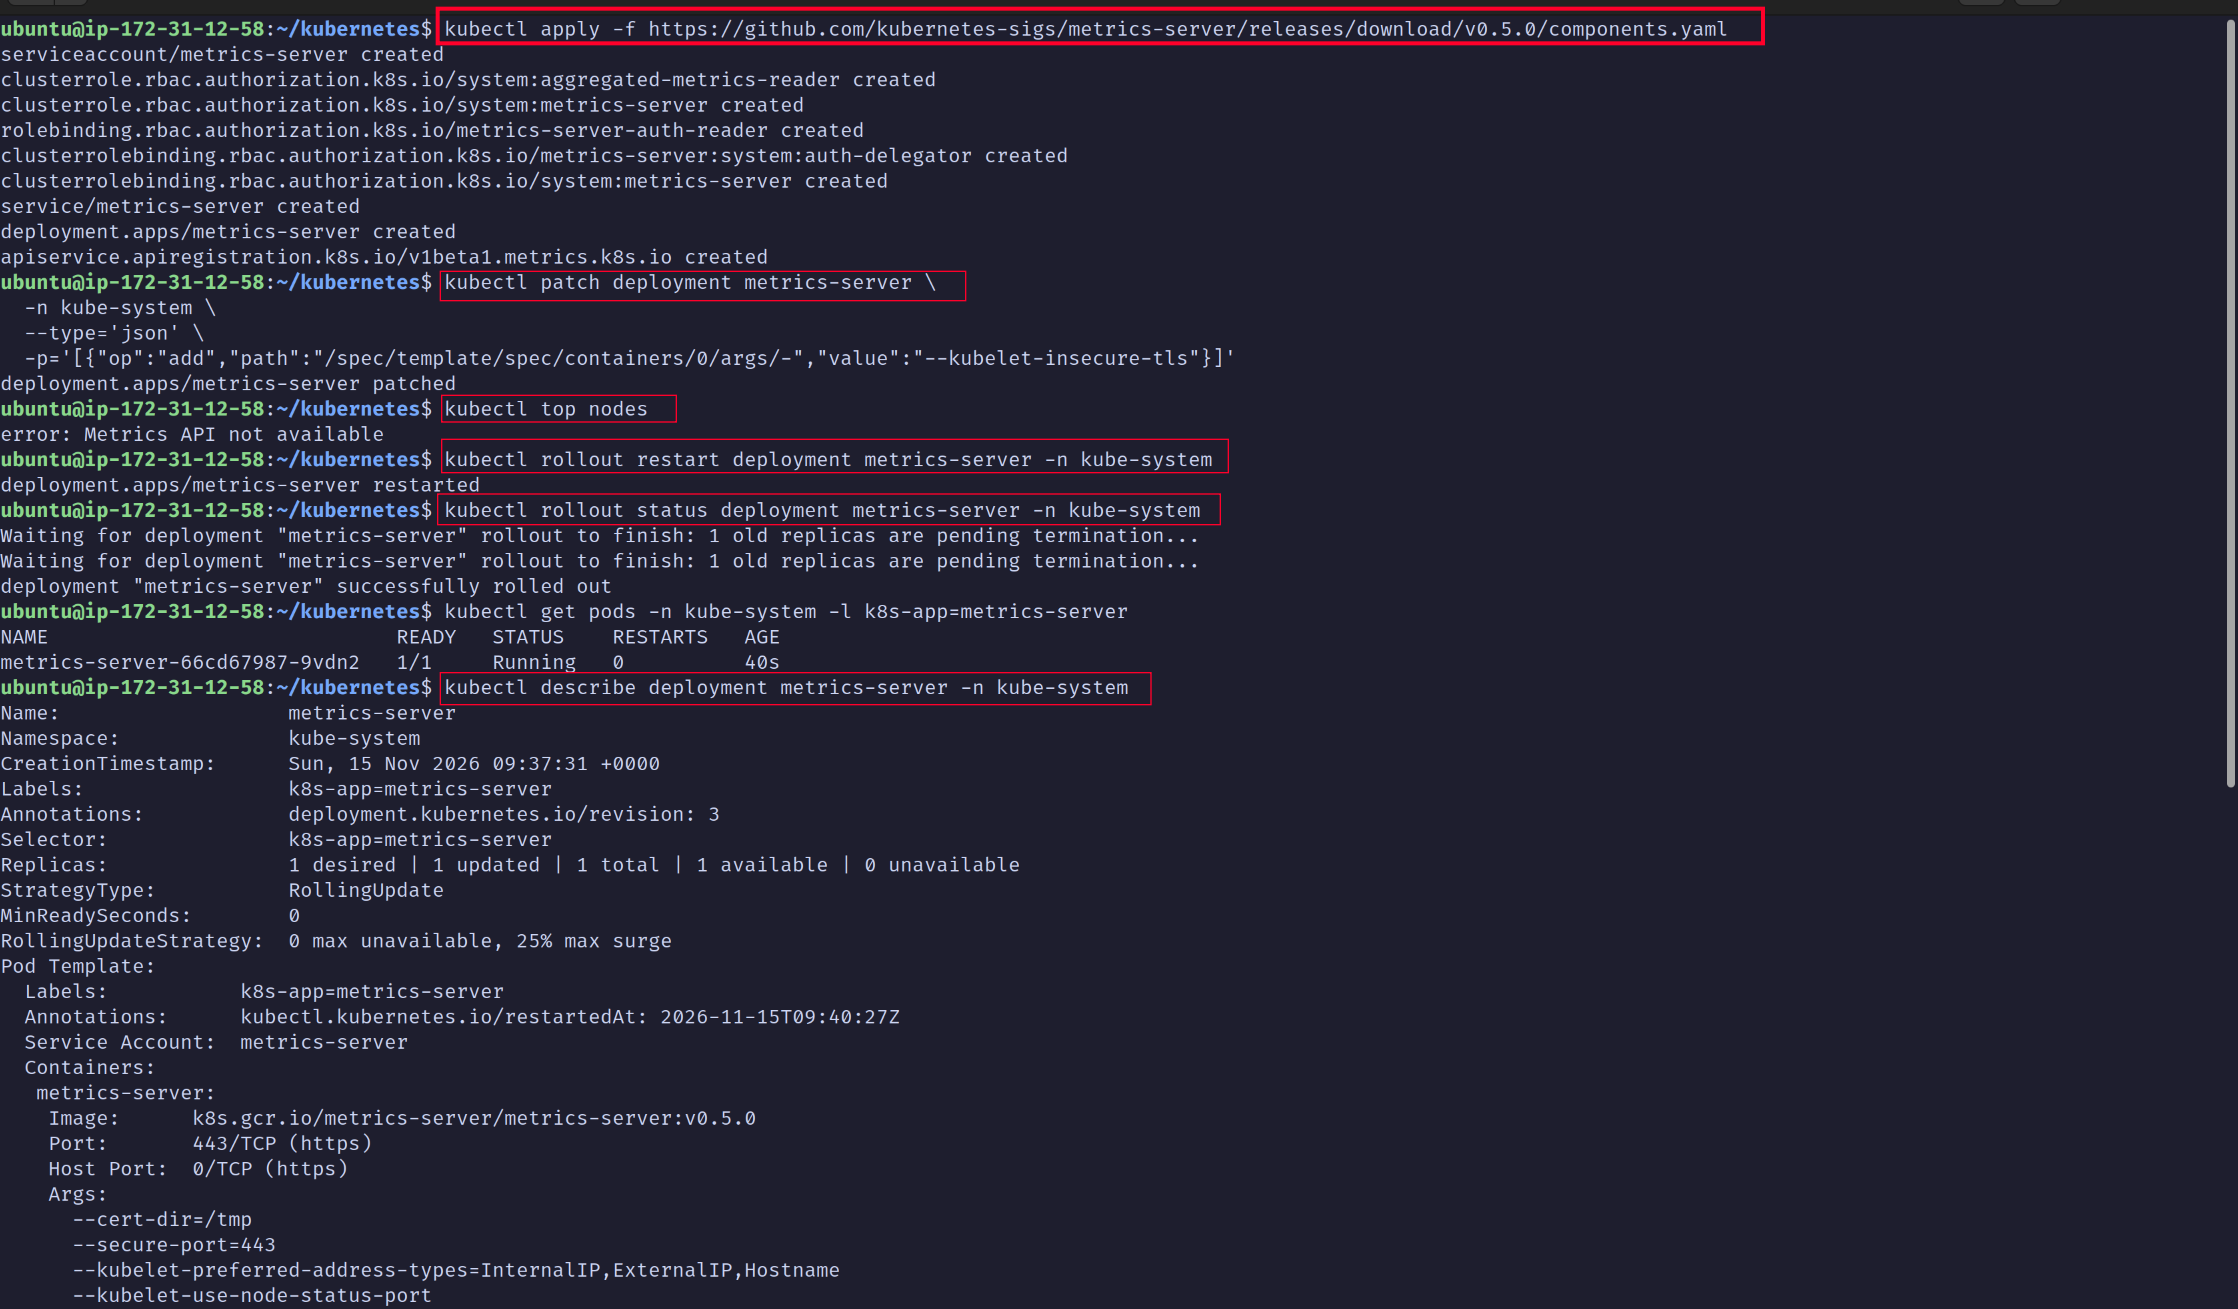 ubuntu@ip-172-31-12-58:~/kubernetes$ kubectl apply -f https://github.com/kubernetes-sigs/metrics-server/releases/download/v0.5.0/components.yaml
serviceaccount/metrics-server created
clusterrole.rbac.authorization.k8s.io/system:aggregated-metrics-reader created
clusterrole.rbac.authorization.k8s.io/system:metrics-server created
rolebinding.rbac.authorization.k8s.io/metrics-server-auth-reader created
clusterrolebinding.rbac.authorization.k8s.io/metrics-server:system:auth-delegator created
clusterrolebinding.rbac.authorization.k8s.io/system:metrics-server created
service/metrics-server created
deployment.apps/metrics-server created
apiservice.apiregistration.k8s.io/v1beta1.metrics.k8s.io created
ubuntu@ip-172-31-12-58:~/kubernetes$ kubectl patch deployment metrics-server \
  -n kube-system \
  --type='json' \
  -p='[{"op":"add","path":"/spec/template/spec/containers/0/args/-","value":"--kubelet-insecure-tls"}]'
deployment.apps/metrics-server patched
ubuntu@ip-172-31-12-58:~/kubernetes$ kubectl top nodes
error: Metrics API not available
ubuntu@ip-172-31-12-58:~/kubernetes$ kubectl rollout restart deployment metrics-server -n kube-system
deployment.apps/metrics-server restarted
ubuntu@ip-172-31-12-58:~/kubernetes$ kubectl rollout status deployment metrics-server -n kube-system
Waiting for deployment "metrics-server" rollout to finish: 1 old replicas are pending termination...
Waiting for deployment "metrics-server" rollout to finish: 1 old replicas are pending termination...
deployment "metrics-server" successfully rolled out
ubuntu@ip-172-31-12-58:~/kubernetes$ kubectl get pods -n kube-system -l k8s-app=metrics-server
NAME                             READY   STATUS    RESTARTS   AGE
metrics-server-66cd67987-9vdn2   1/1     Running   0          40s
ubuntu@ip-172-31-12-58:~/kubernetes$ kubectl describe deployment metrics-server -n kube-system
Name:                   metrics-server
Namespace:              kube-system
CreationTimestamp:      Sun, 15 Nov 2026 09:37:31 +0000
Labels:                 k8s-app=metrics-server
Annotations:            deployment.kubernetes.io/revision: 3
Selector:               k8s-app=metrics-server
Replicas:               1 desired | 1 updated | 1 total | 1 available | 0 unavailable
StrategyType:           RollingUpdate
MinReadySeconds:        0
RollingUpdateStrategy:  0 max unavailable, 25% max surge
Pod Template:
  Labels:           k8s-app=metrics-server
  Annotations:      kubectl.kubernetes.io/restartedAt: 2026-11-15T09:40:27Z
  Service Account:  metrics-server
  Containers:
   metrics-server:
    Image:      k8s.gcr.io/metrics-server/metrics-server:v0.5.0
    Port:       443/TCP (https)
    Host Port:  0/TCP (https)
    Args:
      --cert-dir=/tmp
      --secure-port=443
      --kubelet-preferred-address-types=InternalIP,ExternalIP,Hostname
      --kubelet-use-node-status-port